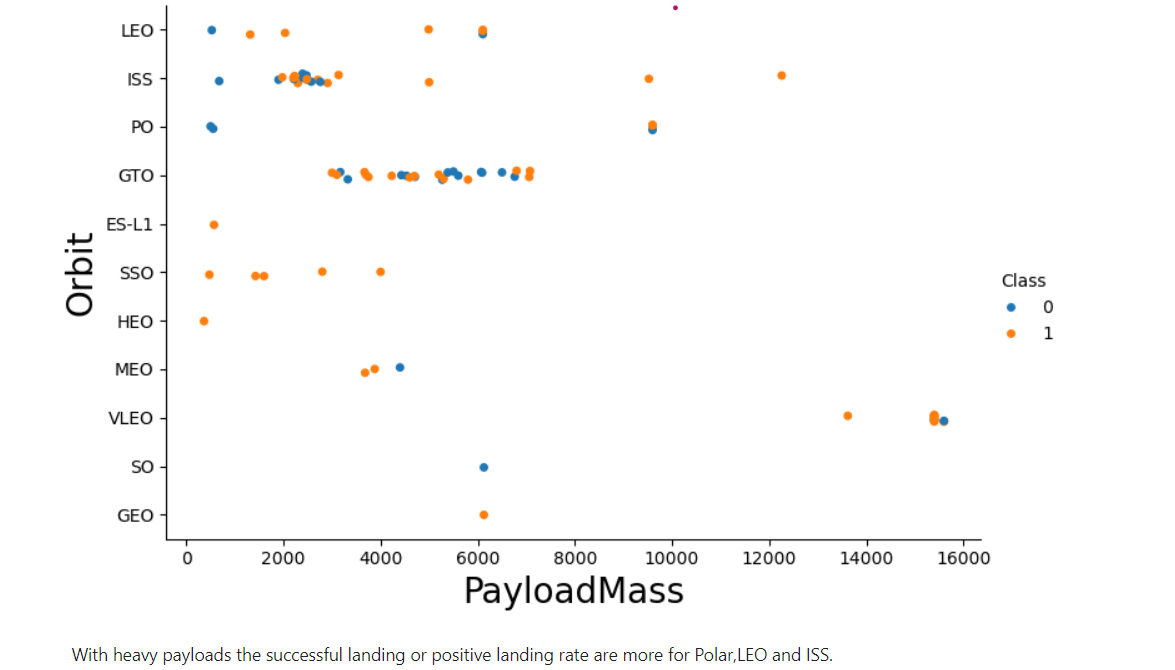 LEO
ISS
PO
GTO
ES-L1
Orbit
SSO
HEO
MEO
VLEO
SO
GEO
Class
0
1
0 2000 4000 6000 8000 10000 12000 14000 16000
PayloadMass
With heavy payloads the successful landing or positive landing rate are more for Polar,LEO and ISS.